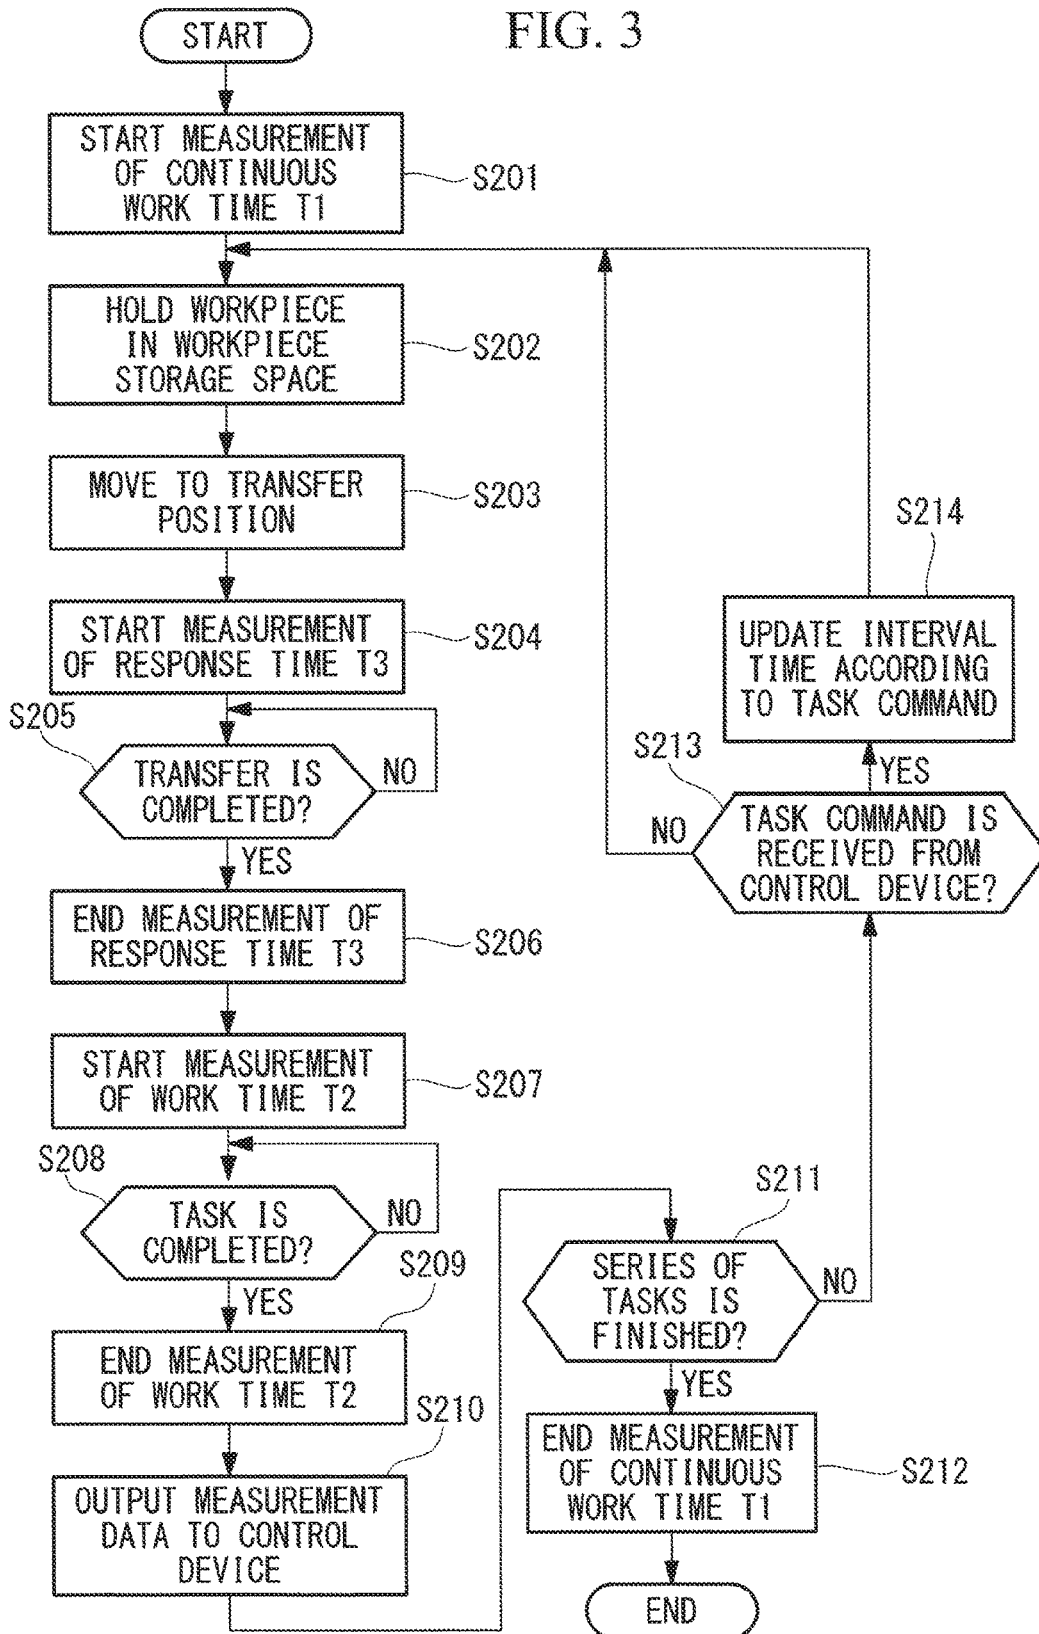 FIG. 3
START
START MEASUREMENT
OF CONTINUOUS
WORK TIME T1
S201
HOLD WORKPIECE
IN WORKPIECE
STORAGE SPACE
S202
MOVE TO TRANSFER
POSITION
S203
START MEASUREMENT
OF RESPONSE TIME T3
S204
S205
TRANSFER IS
COMPLETED?
NO
YES
END MEASUREMENT OF
RESPONSE TIME T3
S206
START MEASUREMENT
OF WORK TIME T2
S207
S208
TASK IS
COMPLETED?
NO
YES
S209
END MEASUREMENT
OF WORK TIME T2
S210
OUTPUT MEASUREMENT
DATA TO CONTROL
DEVICE
S211
SERIES OF
TASKS IS
FINISHED?
NO
YES
END MEASUREMENT
OF CONTINUOUS
WORK TIME T1
S212
END
S213
TASK COMMAND IS
RECEIVED FROM
CONTROL DEVICE?
NO
YES
S214
UPDATE INTERVAL
TIME ACCORDING
TO TASK COMMAND